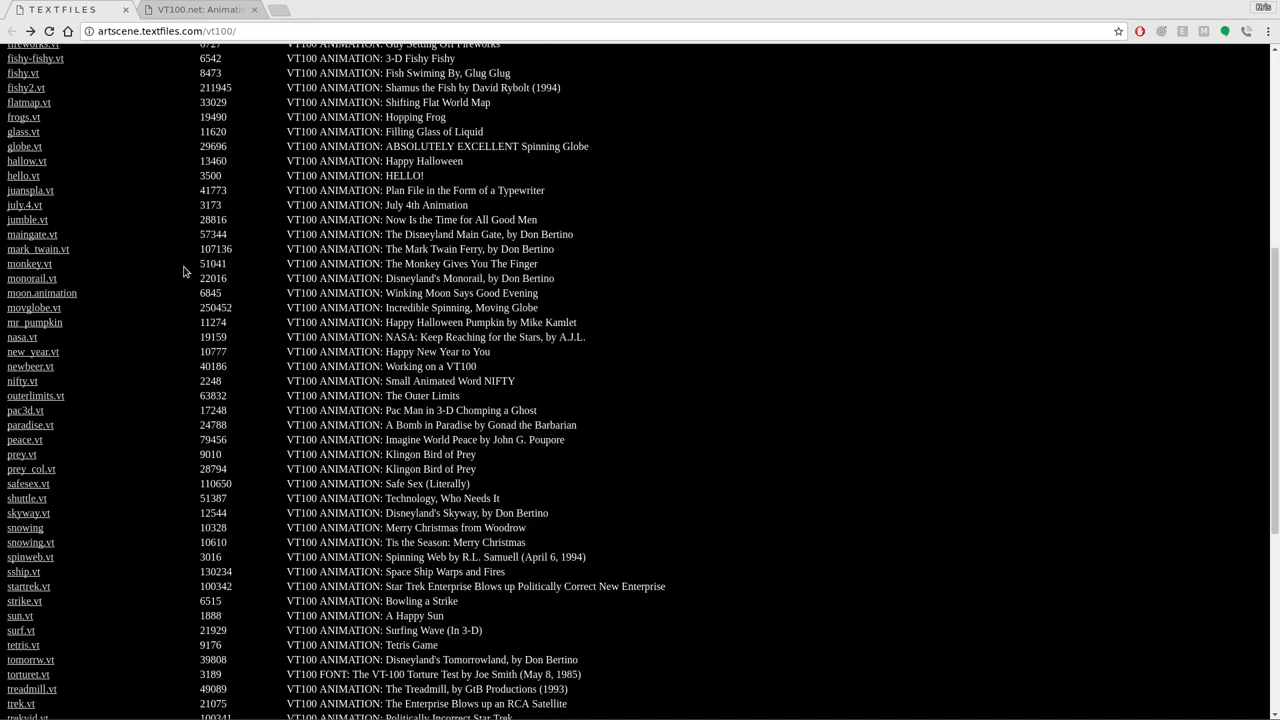 TEXTFILES
VT100.net: Animati
Kris
artscene.textfiles.com/vt100/
fireworks.vt 6727 VT100 ANIMATION: Guy Setting Off Fireworks
fishy-fishy.vt 6542 VT100 ANIMATION: 3-D Fishy Fishy
fishy.vt 8473 VT100 ANIMATION: Fish Swiming By, Glug Glug
fishy2.vt 211945 VT100 ANIMATION: Shamus the Fish by David Rybolt (1994)
flatmap.vt 33029 VT100 ANIMATION: Shifting Flat World Map
frogs.vt 19490 VT100 ANIMATION: Hopping Frog
glass.vt 11620 VT100 ANIMATION: Filling Glass of Liquid
globe.vt 29696 VT100 ANIMATION: ABSOLUTELY EXCELLENT Spinning Globe
hallow.vt 13460 VT100 ANIMATION: Happy Halloween
hello.vt 3500 VT100 ANIMATION: HELLO!
juanspla.vt 41773 VT100 ANIMATION: Plan File in the Form of a Typewriter
july.4.vt 3173 VT100 ANIMATION: July 4th Animation
jumble.vt 28816 VT100 ANIMATION: Now Is the Time for All Good Men
maingate.vt 57344 VT100 ANIMATION: The Disneyland Main Gate, by Don Bertino
mark_twain.vt 107136 VT100 ANIMATION: The Mark Twain Ferry, by Don Bertino
monkey.vt 51041 VT100 ANIMATION: The Monkey Gives You The Finger
monorail.vt 22016 VT100 ANIMATION: Disneyland's Monorail, by Don Bertino
moon.animation 6845 VT100 ANIMATION: Winking Moon Says Good Evening
movglobe.vt 250452 VT100 ANIMATION: Incredible Spinning, Moving Globe
mr_pumpkin 11274 VT100 ANIMATION: Happy Halloween Pumpkin by Mike Kamlet
nasa.vt 19159 VT100 ANIMATION: NASA: Keep Reaching for the Stars, by A.J.L.
new_year.vt 10777 VT100 ANIMATION: Happy New Year to You
newbeer.vt 40186 VT100 ANIMATION: Working on a VT100
nifty.vt 2248 VT100 ANIMATION: Small Animated Word NIFTY
outerlimits.vt 63832 VT100 ANIMATION: The Outer Limits
pac3d.vt 17248 VT100 ANIMATION: Pac Man in 3-D Chomping a Ghost
paradise.vt 24788 VT100 ANIMATION: A Bomb in Paradise by Gonad the Barbarian
peace.vt 79456 VT100 ANIMATION: Imagine World Peace by John G. Poupore
prey.vt 9010 VT100 ANIMATION: Klingon Bird of Prey
prey_col.vt 28794 VT100 ANIMATION: Klingon Bird of Prey
safesex.vt 110650 VT100 ANIMATION: Safe Sex (Literally)
shuttle.vt 51387 VT100 ANIMATION: Technology, Who Needs It
skyway.vt 12544 VT100 ANIMATION: Disneyland's Skyway, by Don Bertino
snowing 10328 VT100 ANIMATION: Merry Christmas from Woodrow
snowing.vt 10610 VT100 ANIMATION: Tis the Season: Merry Christmas
spinweb.vt 3016 VT100 ANIMATION: Spinning Web by R.L. Samuell (April 6, 1994)
sship.vt 130234 VT100 ANIMATION: Space Ship Warps and Fires
startrek.vt 100342 VT100 ANIMATION: Star Trek Enterprise Blows up Politically Correct New Enterprise
strike.vt 6515 VT100 ANIMATION: Bowling a Strike
sun.vt 1888 VT100 ANIMATION: A Happy Sun
surf.vt 21929 VT100 ANIMATION: Surfing Wave (In 3-D)
tetris.vt 9176 VT100 ANIMATION: Tetris Game
tomorrw.vt 39808 VT100 ANIMATION: Disneyland's Tomorrowland, by Don Bertino
torturet.vt 3189 VT100 FONT: The VT-100 Torture Test by Joe Smith (May 8, 1985)
treadmill.vt 49089 VT100 ANIMATION: The Treadmill, by GtB Productions (1993)
trek.vt 21075 VT100 ANIMATION: The Enterprise Blows up an RCA Satellite
trekvid.vt 100341 VT100 ANIMATION: Politically Incorrect Star Trek